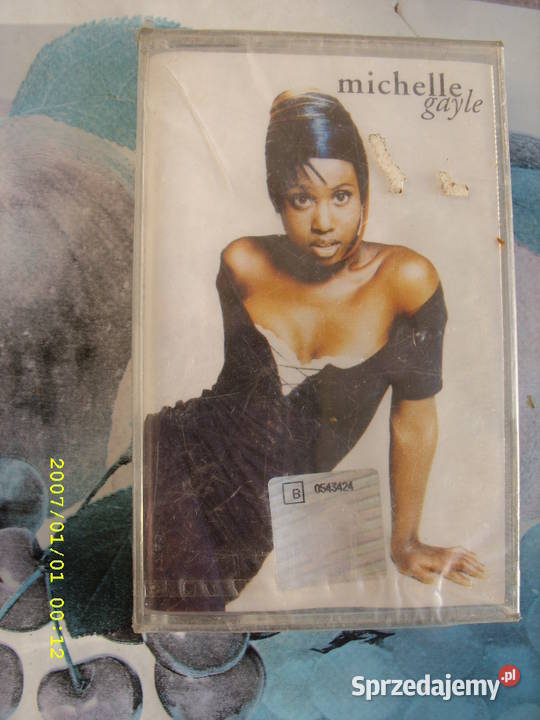 michelle
gayle
B 0543424
2007/01/01 00:12
Sprzedajemy.pl